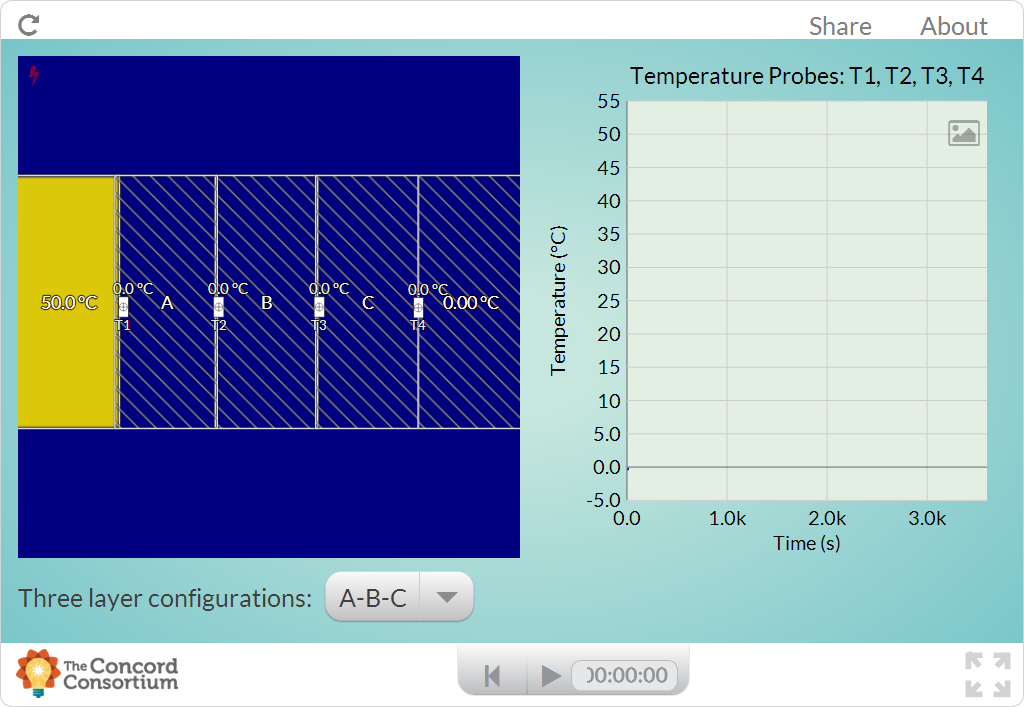 Share About
Temperature Probes: T1, T2, T3, T4
55
50
45
40
35
30
25
20
15
10
5.0
0.0
-5.0
Temperature (°C)
0.0 1.0k 2.0k 3.0k
Time (s)
0.0 °C 0.0 °C 0.0 °C 0.0 °C
50.0 °C A B C 0.00 °C
T1 T2 T3 T4
Three layer configurations: A-B-C
The Concord
Consortium
00:00:00